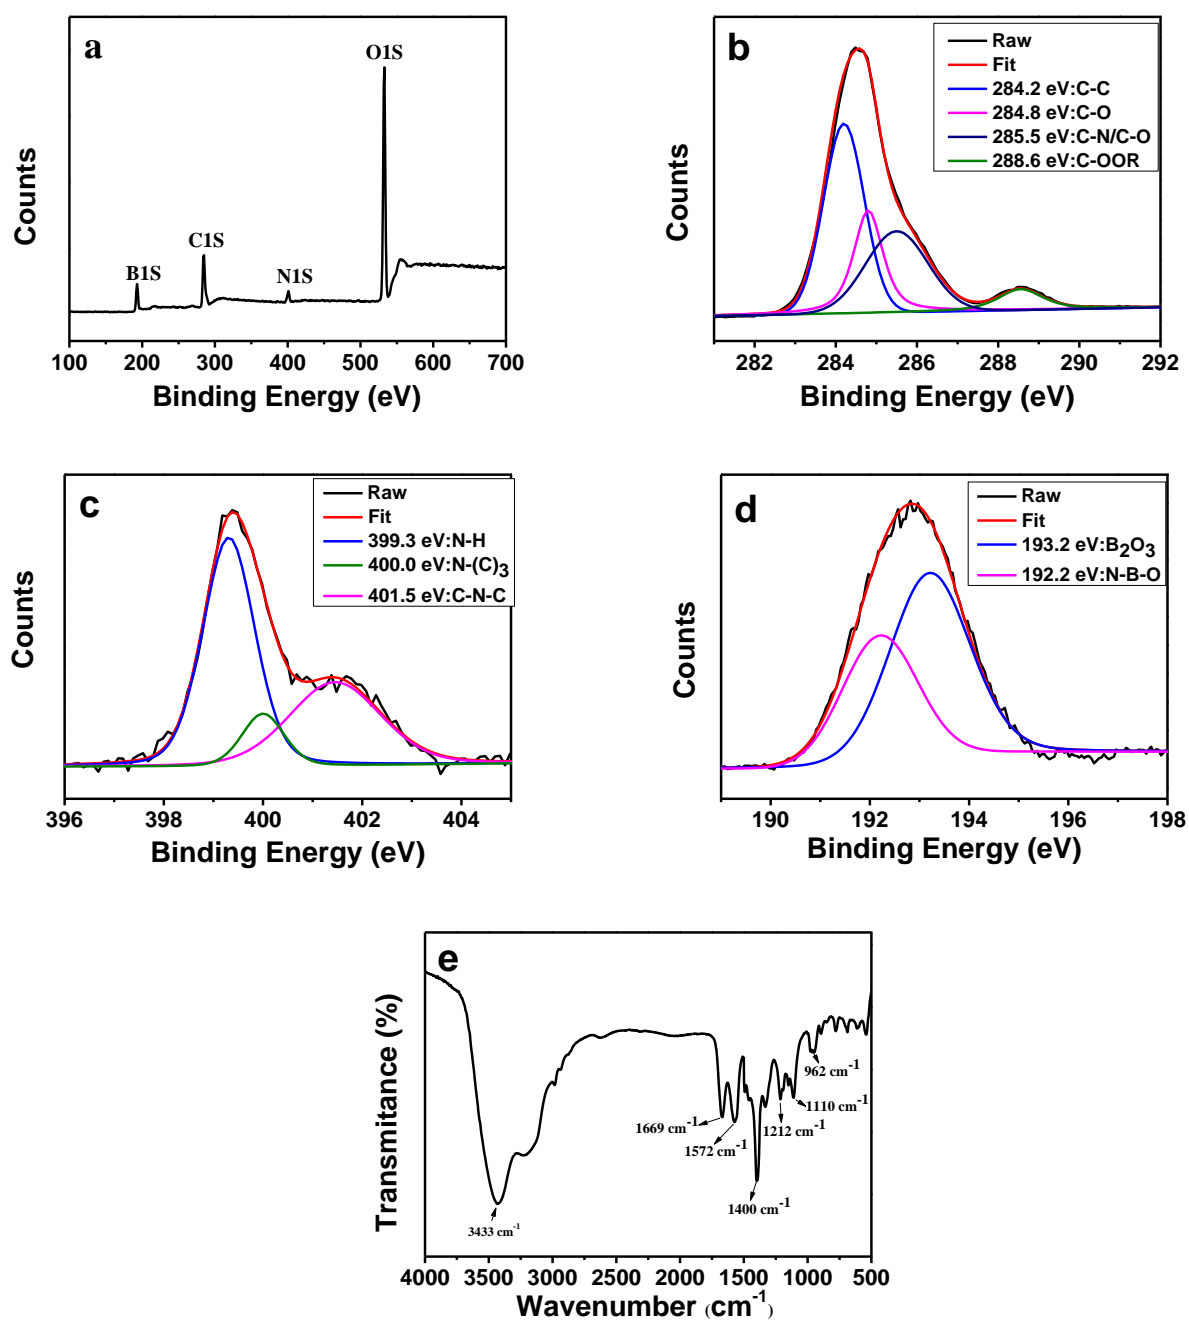 a
O1S
C1S
B1S
N1S
Counts
100 200 300 400 500 600 700
Binding Energy (eV)
b
Raw
Fit
284.2 eV:C-C
284.8 eV:C-O
285.5 eV:C-N/C-O
288.6 eV:C-OOR
Counts
282 284 286 288 290 292
Binding Energy (eV)
c
Raw
Fit
399.3 eV:N-H
400.0 eV:N-(C)3
401.5 eV:C-N-C
Counts
396 398 400 402 404
Binding Energy (eV)
d
Raw
Fit
193.2 eV:B2O3
192.2 eV:N-B-O
Counts
190 192 194 196 198
Binding Energy (eV)
e
962 cm-1
1110 cm-1
1669 cm-1
1212 cm-1
1572 cm-1
1400 cm-1
3433 cm-1
Transmitance (%)
4000 3500 3000 2500 2000 1500 1000 500
Wavenumber (cm-1)